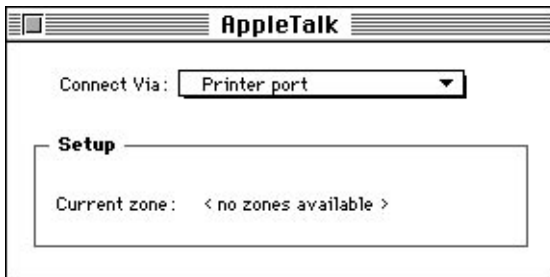 AppleTalk
Connect Via: Printer port
Setup
Current zone: < no zones available >